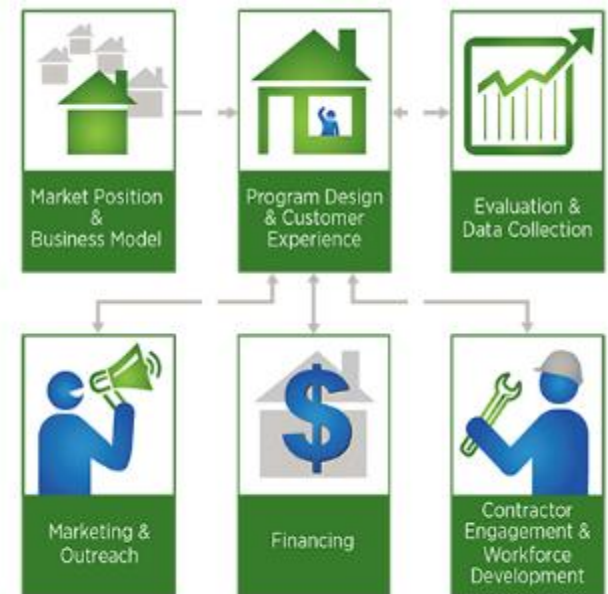 Market Position
&
Business Model
Program Design
& Customer
Experience
Evaluation &
Data Collection
Marketing &
Outreach
$
Financing
Contractor
Engagement &
Workforce
Development